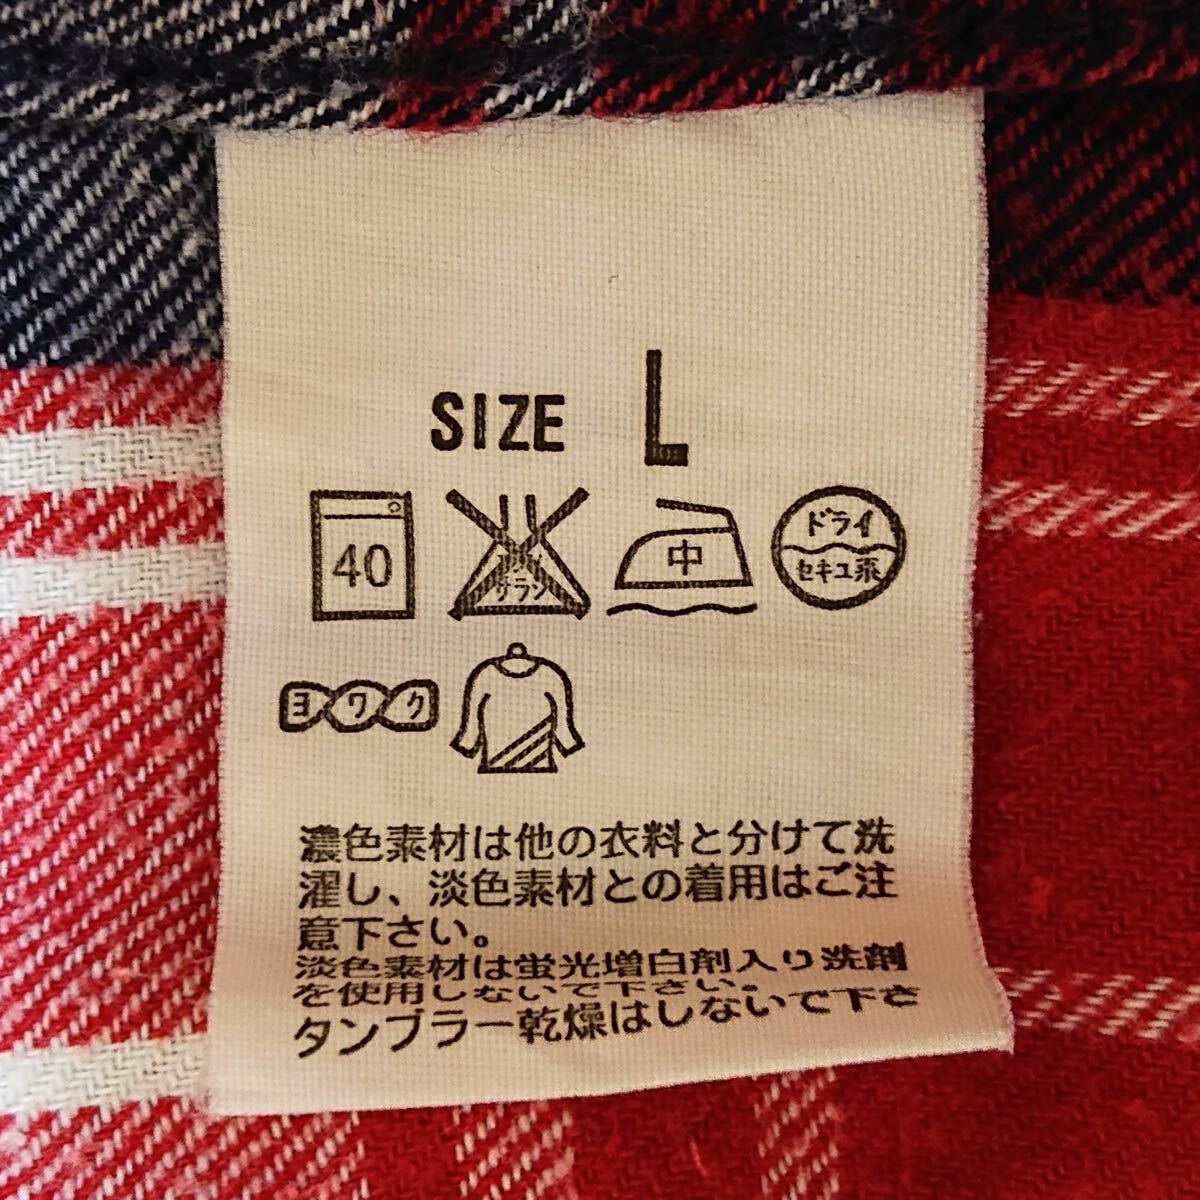 SIZE L
40
サラン
中
ドライ
セキユ系
ヨワク
濃色素材は他の衣料と分けて洗
濯し、淡色素材との着用はご注
意下さい。
淡色素材は蛍光増白剤入り洗剤
を使用しないで下さい。
タンブラー乾燥はしないで下さ